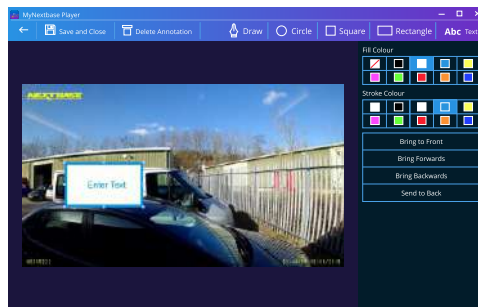 MyNextbase Player
Save and Close
Delete Annotation
Draw
Circle
Square
Rectangle
Abc Text
Fill Colour
NEXTBASE
Stroke Colour
Bring to Front
Bring Forwards
Bring Backwards
Send to Back
Enter Text